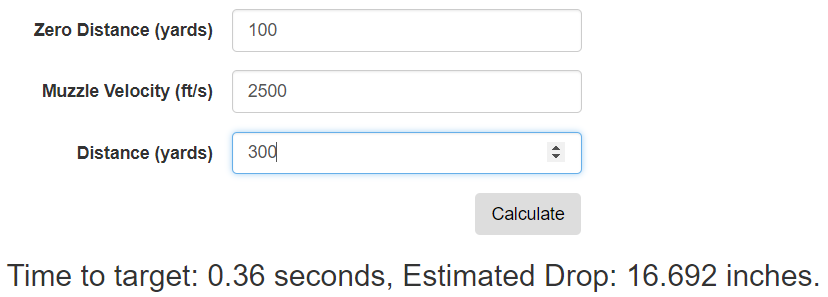 Zero Distance (yards) 100
Muzzle Velocity (ft/s) 2500
Distance (yards) 300
Calculate
Time to target: 0.36 seconds, Estimated Drop: 16.692 inches.